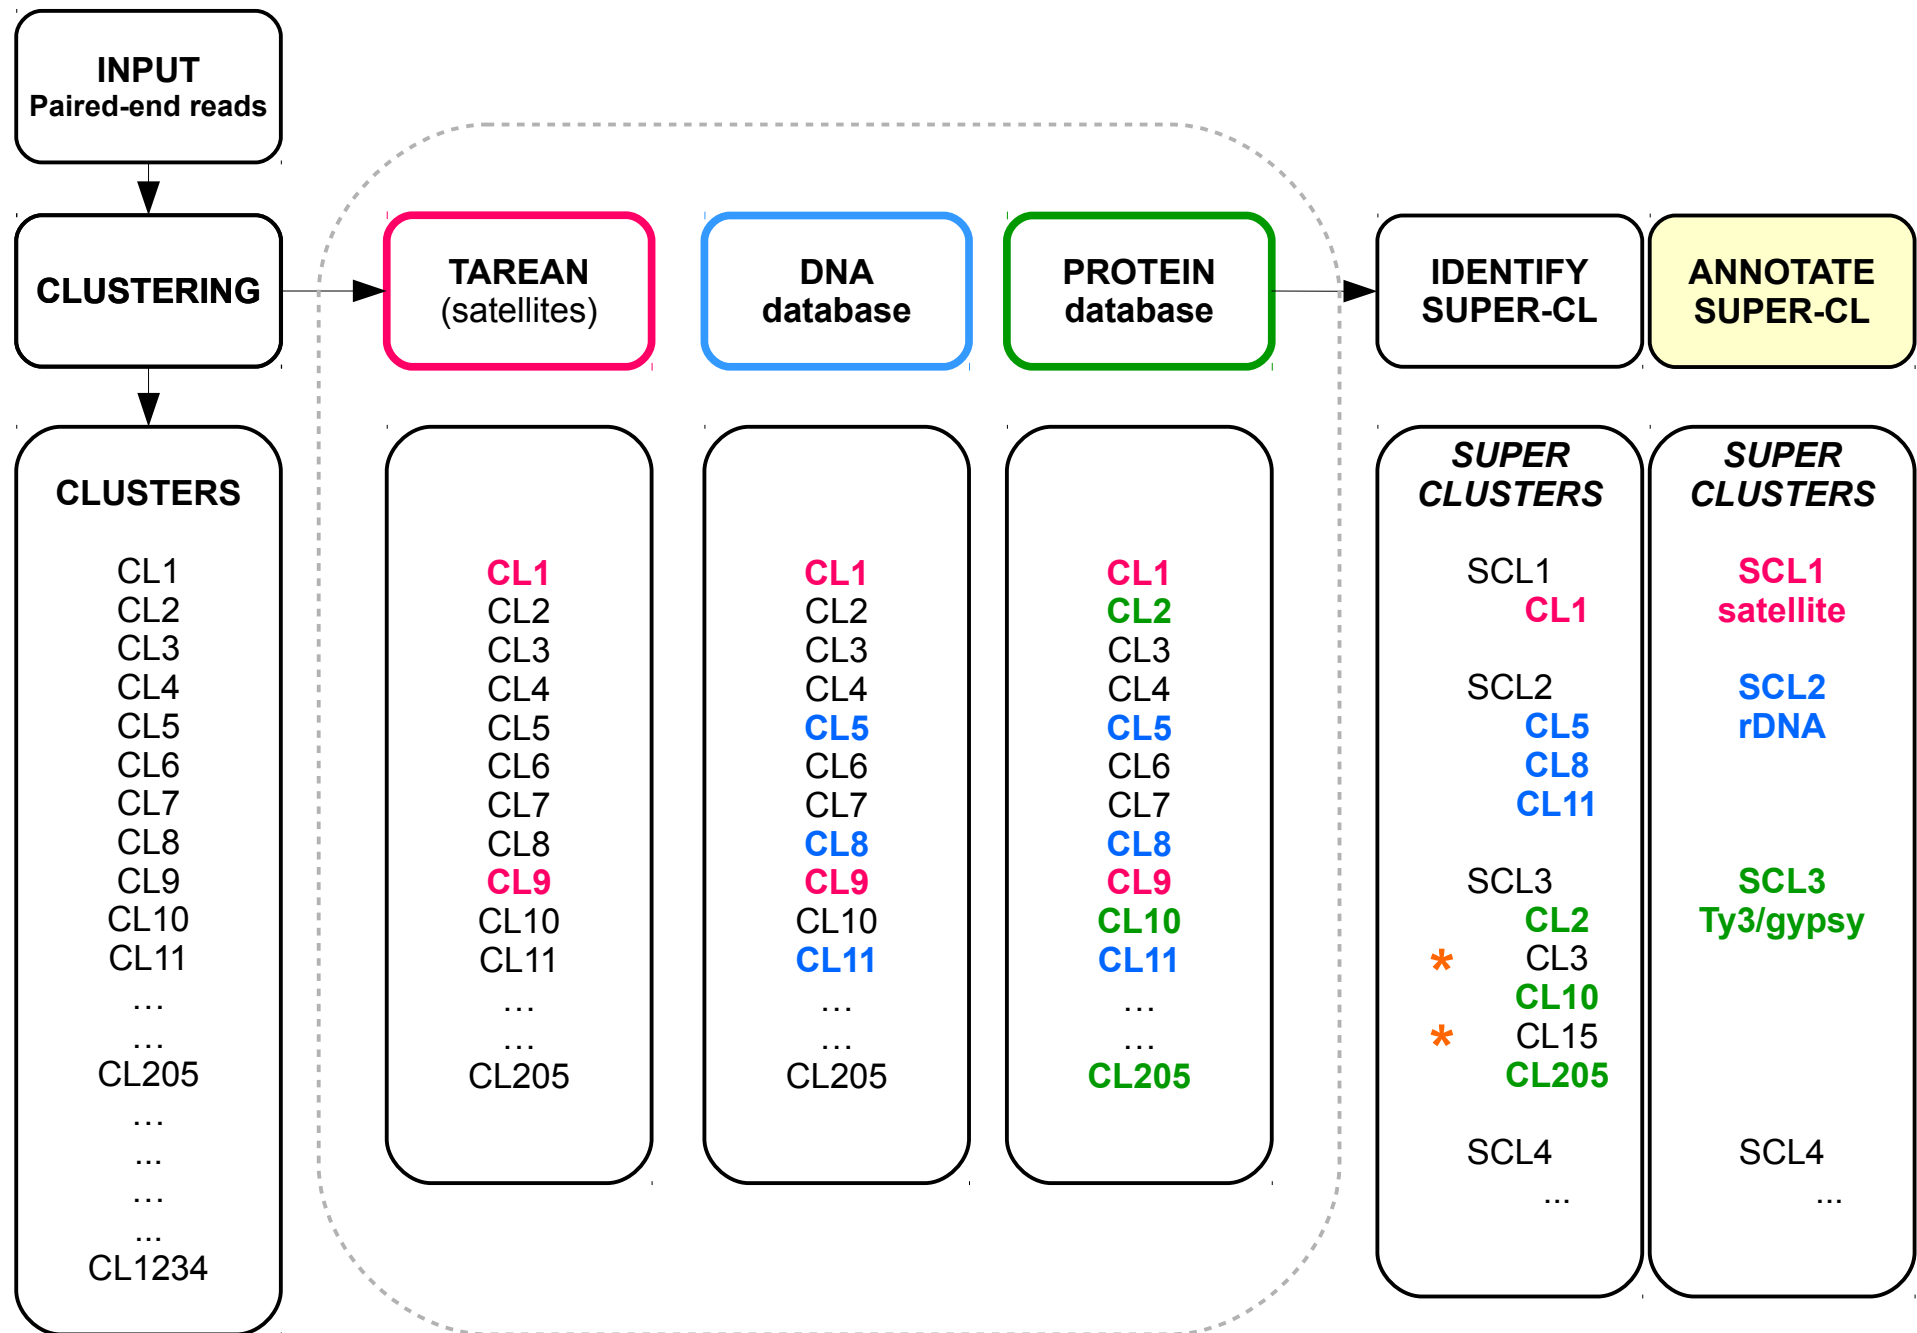 INPUT
Paired-end reads
CLUSTERING
TAREAN
(satellites)
DNA
database
PROTEIN
database
IDENTIFY
SUPER-CL
ANNOTATE
SUPER-CL
CLUSTERS
CL1
CL2
CL3
CL4
CL5
CL6
CL7
CL8
CL9
CL10
CL11
...
...
CL205
...
...
...
...
CL1234
CL1
CL2
CL3
CL4
CL5
CL6
CL7
CL8
CL9
CL10
CL11
...
...
CL205
CL1
CL2
CL3
CL4
CL5
CL6
CL7
CL8
CL9
CL10
CL11
...
...
CL205
CL1
CL2
CL3
CL4
CL5
CL6
CL7
CL8
CL9
CL10
CL11
...
...
CL205
SUPER
CLUSTERS
SCL1
CL1
SCL2
CL5
CL8
CL11
SCL3
CL2
* CL3
CL10
* CL15
CL205
SCL4
...
SUPER
CLUSTERS
SCL1
satellite
SCL2
rDNA
SCL3
Ty3/gypsy
SCL4
...